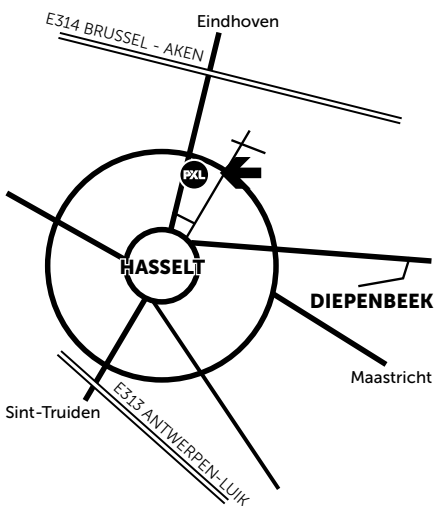 Eindhoven
E314 BRUSSEL - AKEN
PXL
HASSELT
DIEPENBEEK
Maastricht
Sint-Truiden
E313 ANTWERPEN-LUIK